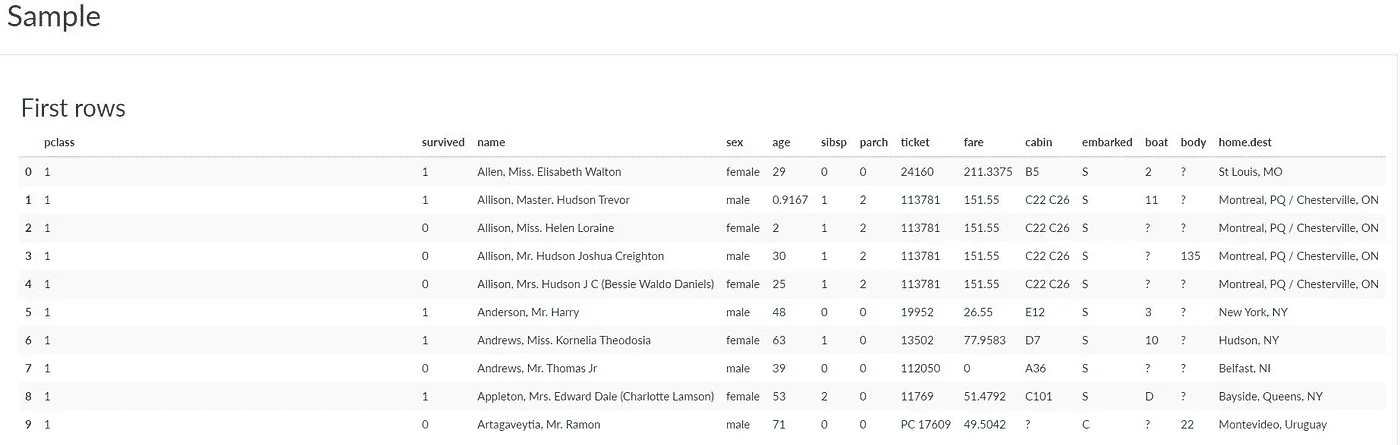 Sample
First rows
pclass survived name sex age sibsp parch ticket fare cabin embarked boat body home.dest
0 1 1 Allen, Miss. Elisabeth Walton female 29 0 0 24160 211.3375 B5 S 2 ? St Louis, MO
1 1 1 Allison, Master. Hudson Trevor male 0.9167 1 2 113781 151.55 C22 C26 S 11 ? Montreal, PQ / Chesterville, ON
2 1 0 Allison, Miss. Helen Loraine female 2 1 2 113781 151.55 C22 C26 S ? ? Montreal, PQ / Chesterville, ON
3 1 0 Allison, Mr. Hudson Joshua Creighton male 30 1 2 113781 151.55 C22 C26 S ? 135 Montreal, PQ / Chesterville, ON
4 1 0 Allison, Mrs. Hudson J C (Bessie Waldo Daniels) female 25 1 2 113781 151.55 C22 C26 S ? ? Montreal, PQ / Chesterville, ON
5 1 1 Anderson, Mr. Harry male 48 0 0 19952 26.55 E12 S 3 ? New York, NY
6 1 1 Andrews, Miss. Kornelia Theodosia female 63 1 0 13502 77.9583 D7 S 10 ? Hudson, NY
7 1 0 Andrews, Mr. Thomas Jr male 39 0 0 112050 0 A36 S ? ? Belfast, NI
8 1 1 Appleton, Mrs. Edward Dale (Charlotte Lamson) female 53 2 0 11769 51.4792 C101 S D ? Bayside, Queens, NY
9 1 0 Artagaveytia, Mr. Ramon male 71 0 0 PC 17609 49.5042 ? C ? 22 Montevideo, Uruguay